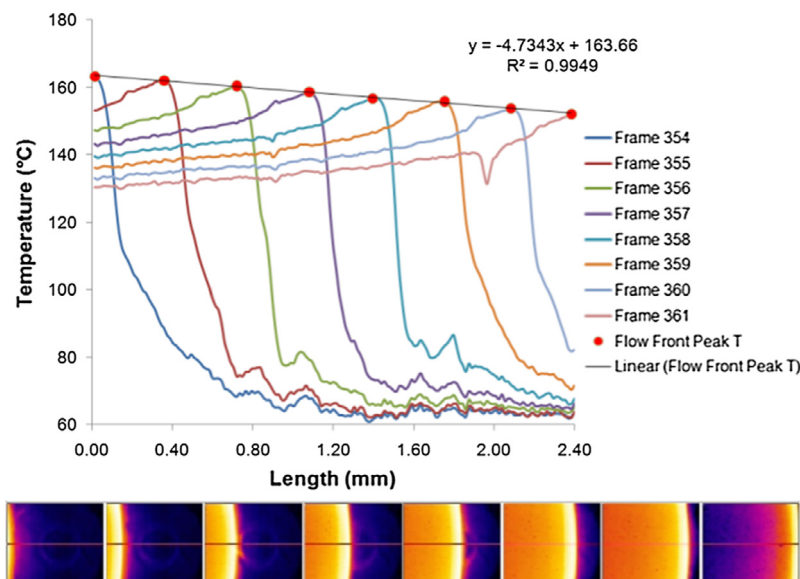 180
160
140
120
100
80
60
Temperature (°C)
y = -4.7343x + 163.66
R² = 0.9949
Frame 354
Frame 355
Frame 356
Frame 357
Frame 358
Frame 359
Frame 360
Frame 361
Flow Front Peak T
Linear (Flow Front Peak T)
0.00 0.40 0.80 1.20 1.60 2.00 2.40
Length (mm)